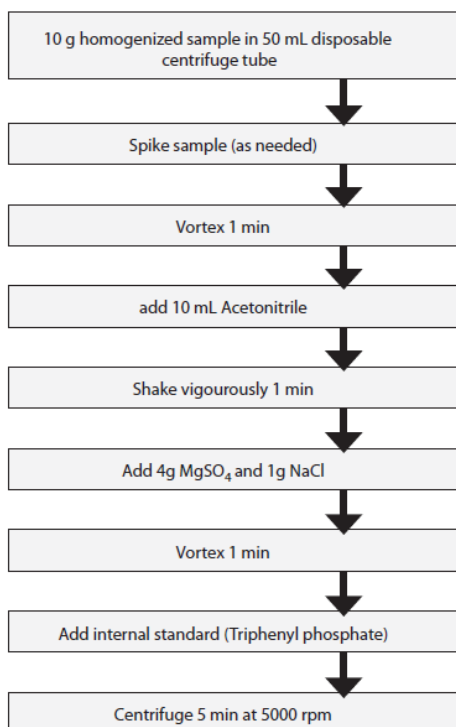 10 g homogenized sample in 50 mL disposable
centrifuge tube
Spike sample (as needed)
Vortex 1 min
add 10 mL Acetonitrile
Shake vigourously 1 min
Add 4g MgSO₄ and 1g NaCl
Vortex 1 min
Add internal standard (Triphenyl phosphate)
Centrifuge 5 min at 5000 rpm